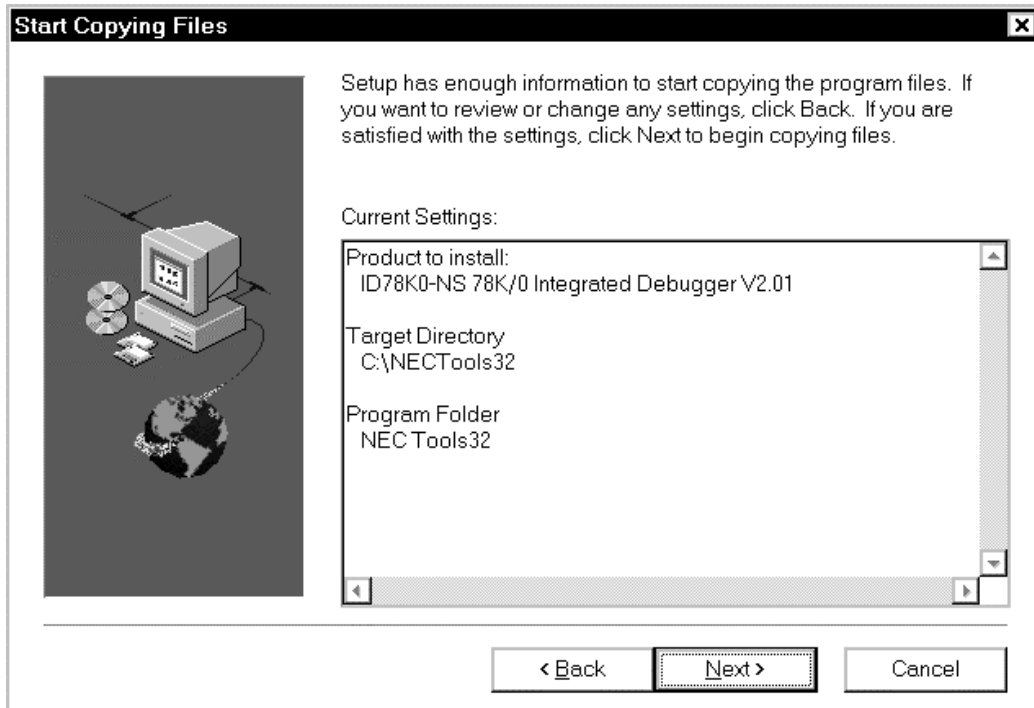 Start Copying Files
Setup has enough information to start copying the program files. If
you want to review or change any settings, click Back. If you are
satisfied with the settings, click Next to begin copying files.
Current Settings:
Product to install:
ID78K0-NS 78K/0 Integrated Debugger V2.01
Target Directory
C:\NECTools32
Program Folder
NEC Tools32
< Back
Next >
Cancel